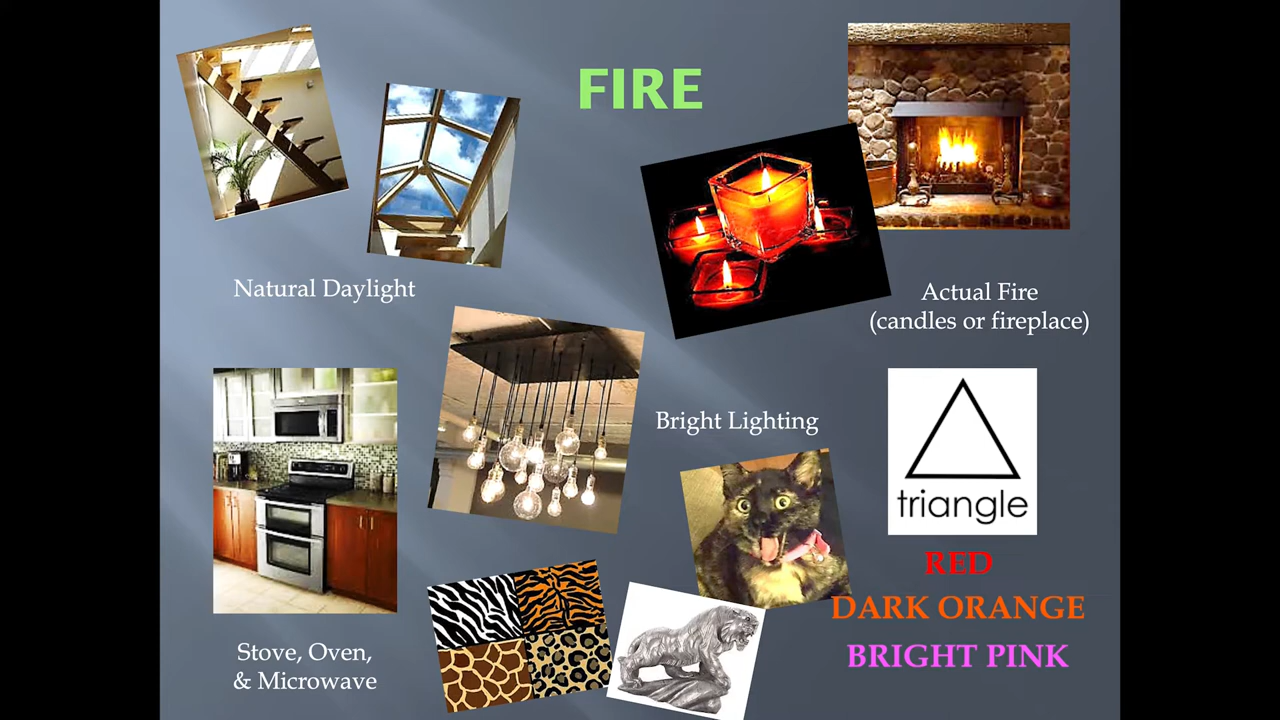 FIRE
Natural Daylight
Actual Fire
(candles or fireplace)
Bright Lighting
triangle
RED
DARK ORANGE
BRIGHT PINK
Stove, Oven,
& Microwave